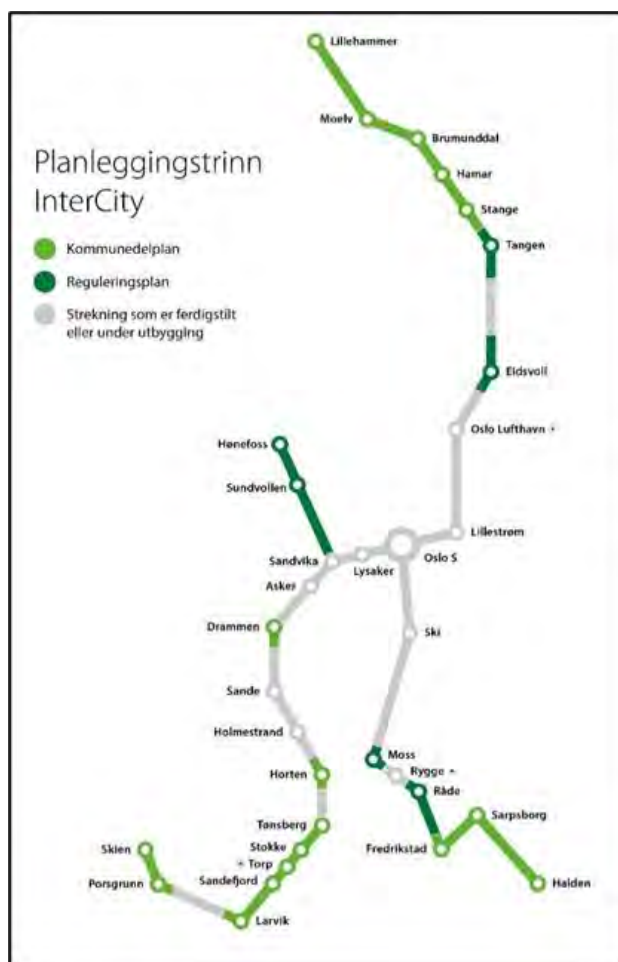 Lillehammer
Moelv
Brumunddal
Planleggingstrinn
InterCity
Hamar
Stange
Kommunedelplan
Tangen
Reguleringsplan
Strekning som er ferdigstilt
eller under utbygging
Eidsvoll
Oslo Lufthavn
Hønefoss
Sundvollen
Lillestrøm
Sandvika
Oslo S
Lysaker
Asker
Drammen
Ski
Sande
Holmestrand
Moss
Rygge
Horten
Råde
Sarpsborg
Tønsberg
Stokke
Skien
Fredrikstad
Torp
Porsgrunn
Sandefjord
Halden
Larvik